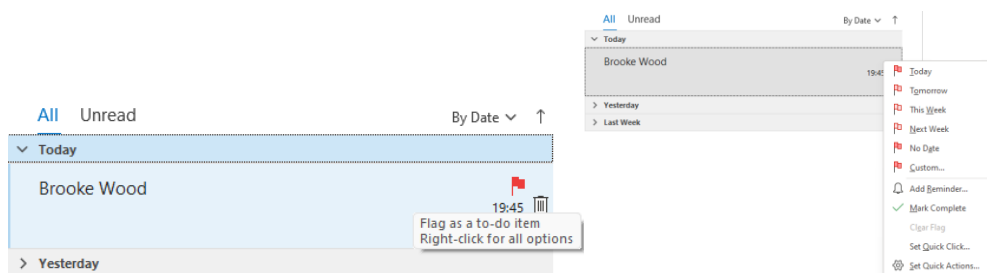 All Unread By Date
Today
Brooke Wood
19:45
Flag as a to-do item
Right-click for all options
Yesterday
All Unread By Date
Today
Brooke Wood
19:45
Yesterday
Last Week
Today
Tomorrow
This Week
Next Week
No Date
Custom...
Add Reminder...
Mark Complete
Clear Flag
Set Quick Click...
Set Quick Actions...